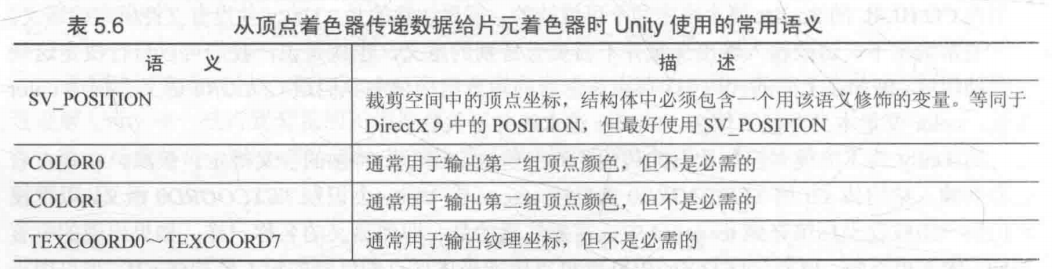 表 5.6 从顶点着色器传递数据给片元着色器时 Unity 使用的常用语义
语 义 描 述
SV_POSITION 裁剪空间中的顶点坐标，结构体中必须包含一个用该语义修饰的变量。等同于
DirectX 9 中的 POSITION，但最好使用 SV_POSITION
COLOR0 通常用于输出第一组顶点颜色，但不是必需的
COLOR1 通常用于输出第二组顶点颜色，但不是必需的
TEXCOORD0～TEXCOORD7 通常用于输出纹理坐标，但不是必需的